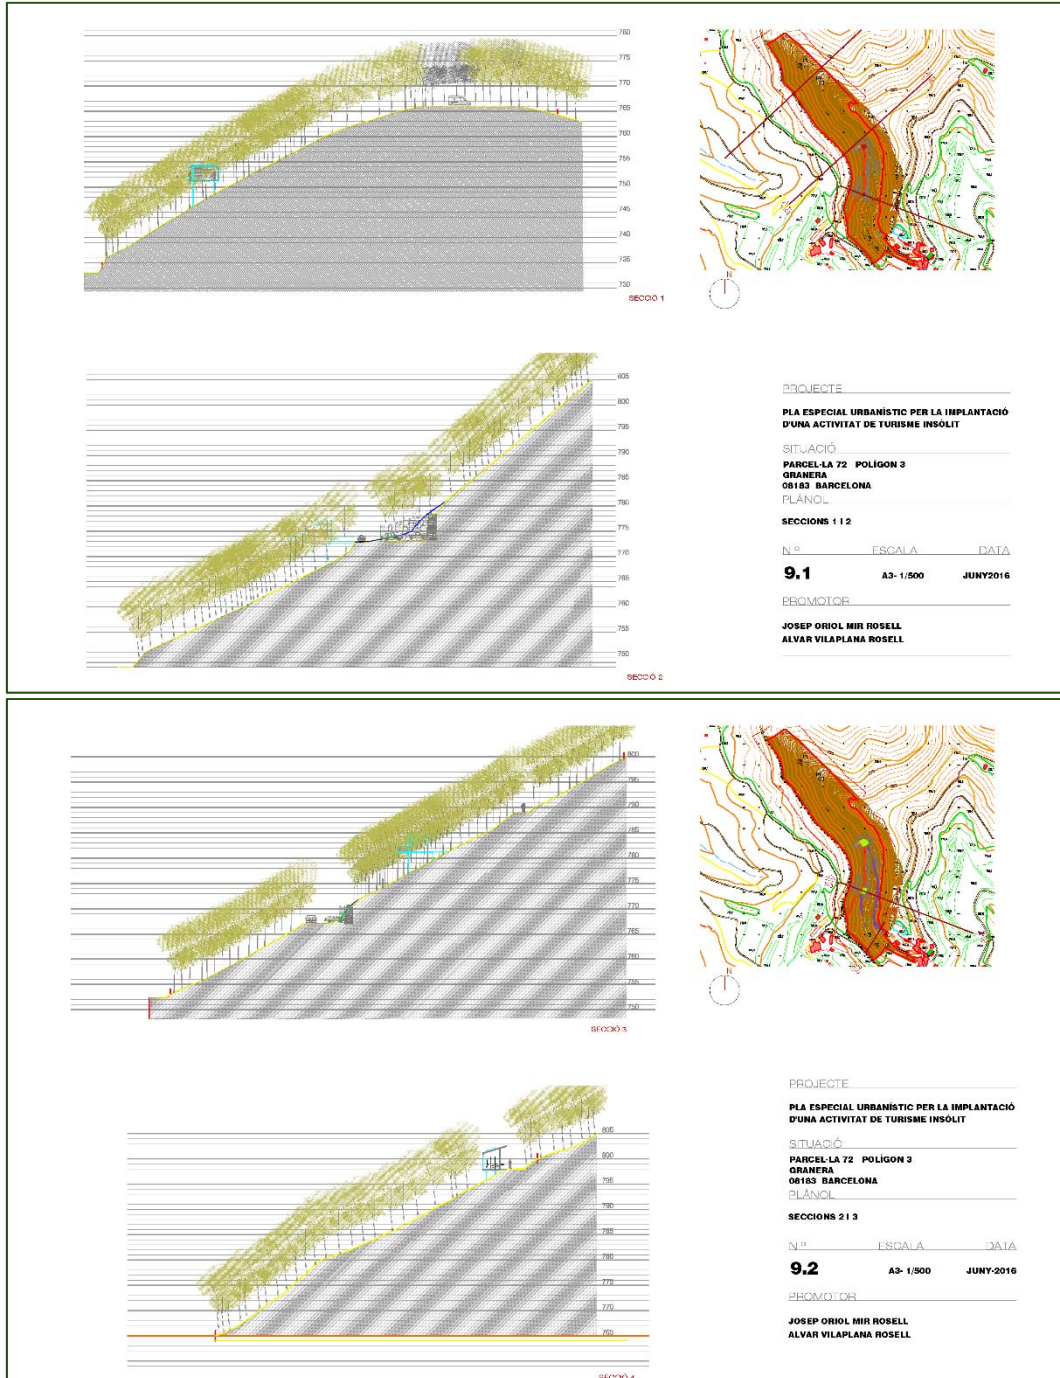 780
775
770
765
760
755
750
745
740
735
730
SECCIÓ 1
N
805
800
795
790
785
780
775
770
765
760
755
750
SECCIÓ 2
PROJECTE
PLA ESPECIAL URBANÍSTIC PER LA IMPLANTACIÓ
D'UNA ACTIVITAT DE TURISME INSÒLIT
SITUACIÓ
PARCEL·LA 72 POLÍGON 3
GRANERA
08183 BARCELONA
PLÀNOL
SECCIONS 1 I 2
Nº ESCALA DATA
9.1 A3- 1/500 JUNY2016
PROMOTOR
JOSEP ORIOL MIR ROSELL
ALVAR VILAPLANA ROSELL
800
795
790
785
780
775
770
765
760
755
750
SECCIÓ 3
N
805
800
795
790
785
780
775
770
765
SECCIÓ 4
PROJECTE
PLA ESPECIAL URBANÍSTIC PER LA IMPLANTACIÓ
D'UNA ACTIVITAT DE TURISME INSÒLIT
SITUACIÓ
PARCEL·LA 72 POLÍGON 3
GRANERA
08183 BARCELONA
PLÀNOL
SECCIONS 2 I 3
Nº ESCALA DATA
9.2 A3- 1/500 JUNY-2016
PROMOTOR
JOSEP ORIOL MIR ROSELL
ALVAR VILAPLANA ROSELL